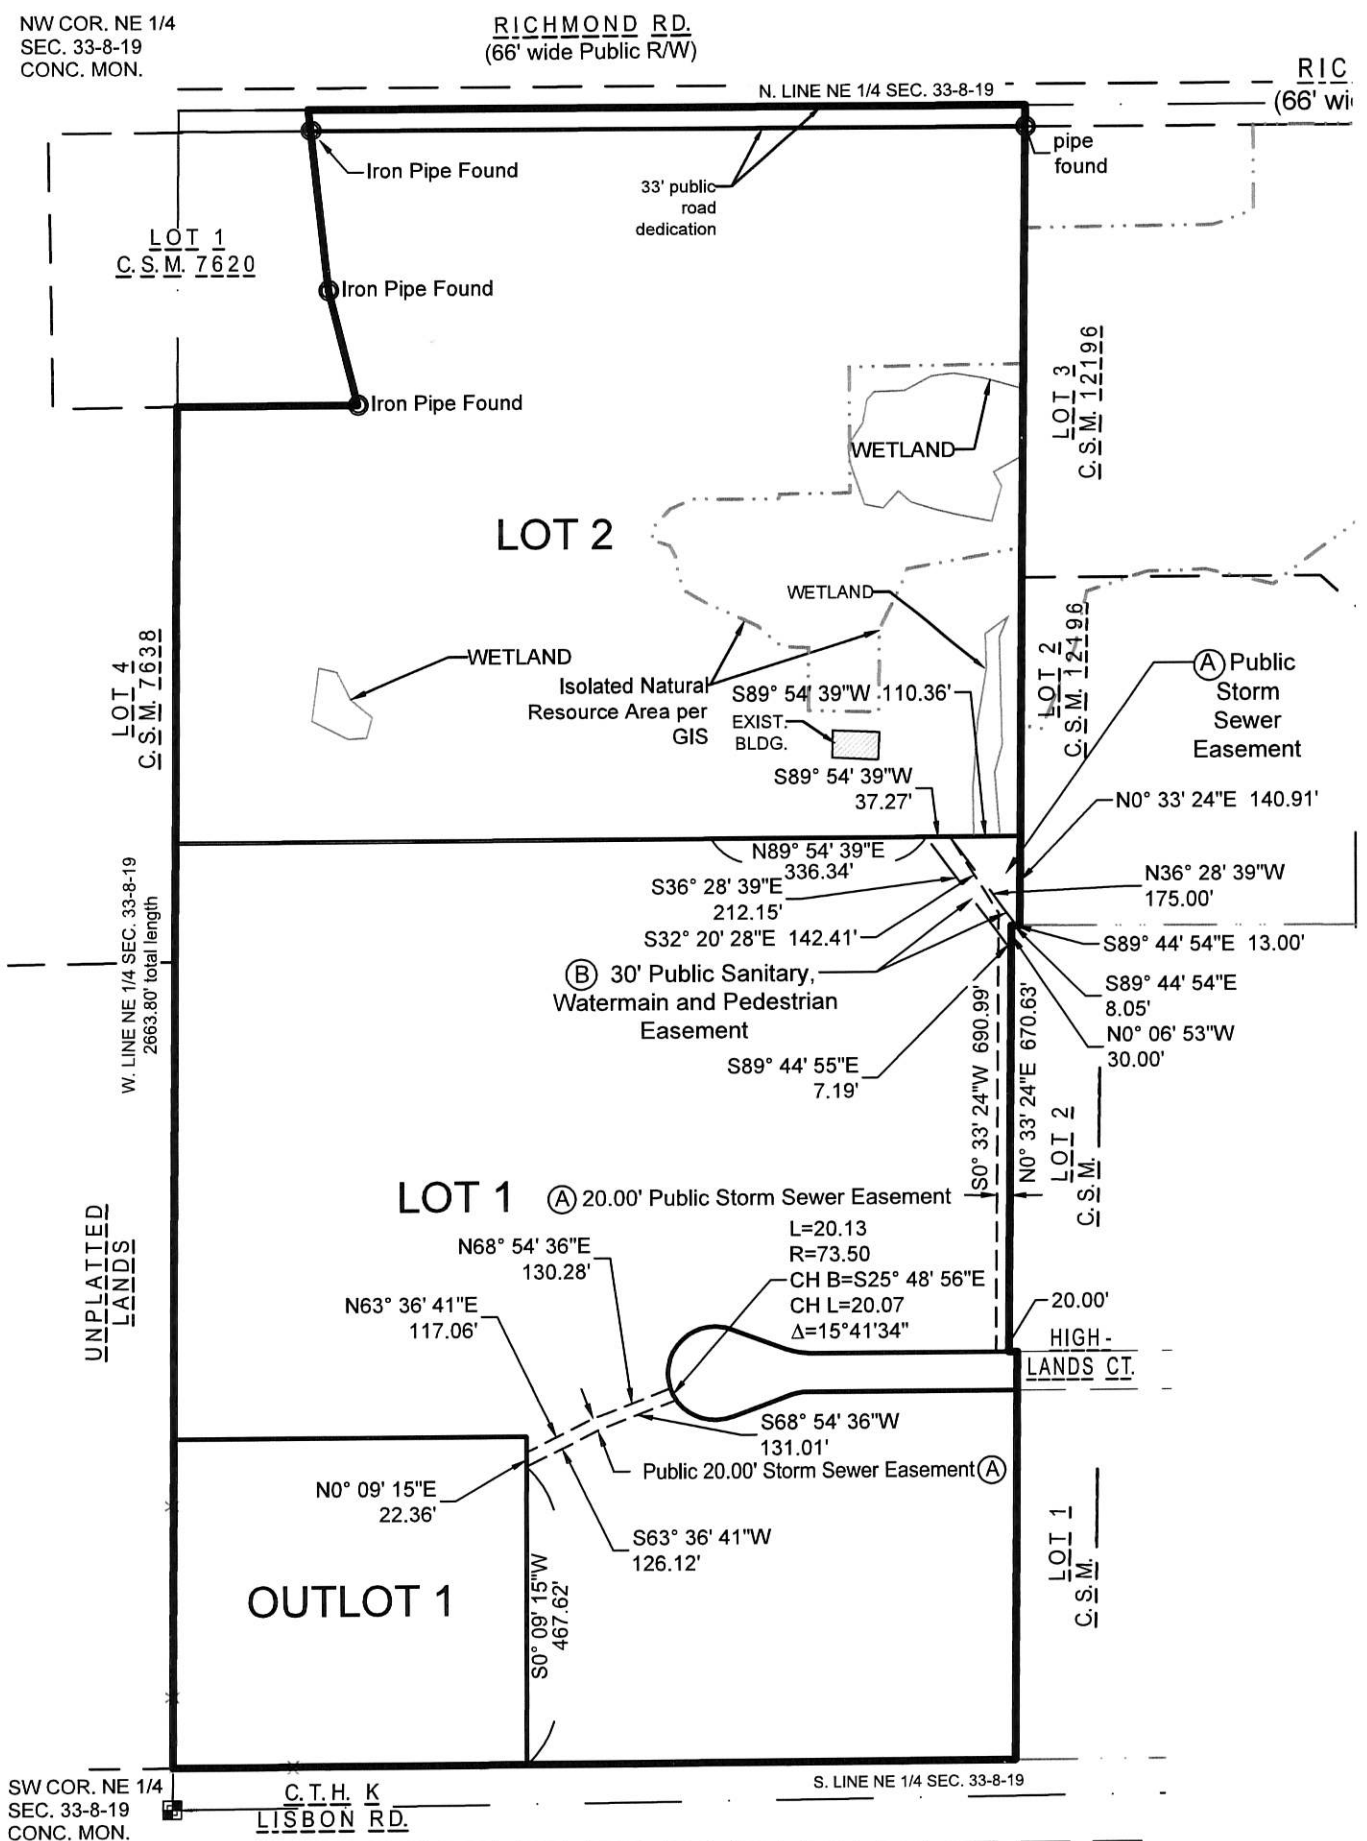 NW COR. NE 1/4
SEC. 33-8-19
CONC. MON.
RICHMOND RD.
(66' wide Public R/W)
N. LINE NE 1/4 SEC. 33-8-19
RIC
(66' wi
Iron Pipe Found
pipe
found
33' public
road
dedication
LOT 1
C.S.M. 7620
Iron Pipe Found
Iron Pipe Found
LOT 3
C.S.M. 12196
WETLAND
LOT 2
WETLAND
WETLAND
LOT 4
C.S.M. 7638
Isolated Natural
Resource Area per
GIS
S89° 54' 39"W 110.36'
EXIST.
BLDG.
LOT 2
C.S.M. 12496
A Public
Storm
Sewer
Easement
S89° 54' 39"W
37.27'
N0° 33' 24"E 140.91'
N89° 54' 39"E
336.34'
S36° 28' 39"E
212.15'
N36° 28' 39"W
175.00'
S32° 20' 28"E 142.41'
S89° 44' 54"E 13.00'
W. LINE NE 1/4 SEC. 33-8-19
2663.80' total length
B 30' Public Sanitary,
Watermain and Pedestrian
Easement
S89° 44' 54"E
8.05'
N0° 06' 53"W
30.00'
S89° 44' 55"E
7.19'
S0° 33' 24"W 690.99'
N0° 33' 24"E 670.63'
LOT 2
C.S.M.
LOT 1
A 20.00' Public Storm Sewer Easement
UNPLATTED
LANDS
N68° 54' 36"E
130.28'
L=20.13
R=73.50
CH B=S25° 48' 56"E
CH L=20.07
Δ=15°41'34"
N63° 36' 41"E
117.06'
20.00'
HIGH-
LANDS CT.
S68° 54' 36"W
131.01'
Public 20.00' Storm Sewer Easement A
N0° 09' 15"E
22.36'
S63° 36' 41"W
126.12'
LOT 1
C.S.M.
OUTLOT 1
S0° 09' 15"W
467.62'
SW COR. NE 1/4
SEC. 33-8-19
CONC. MON.
C.T.H. K
LISBON RD.
S. LINE NE 1/4 SEC. 33-8-19